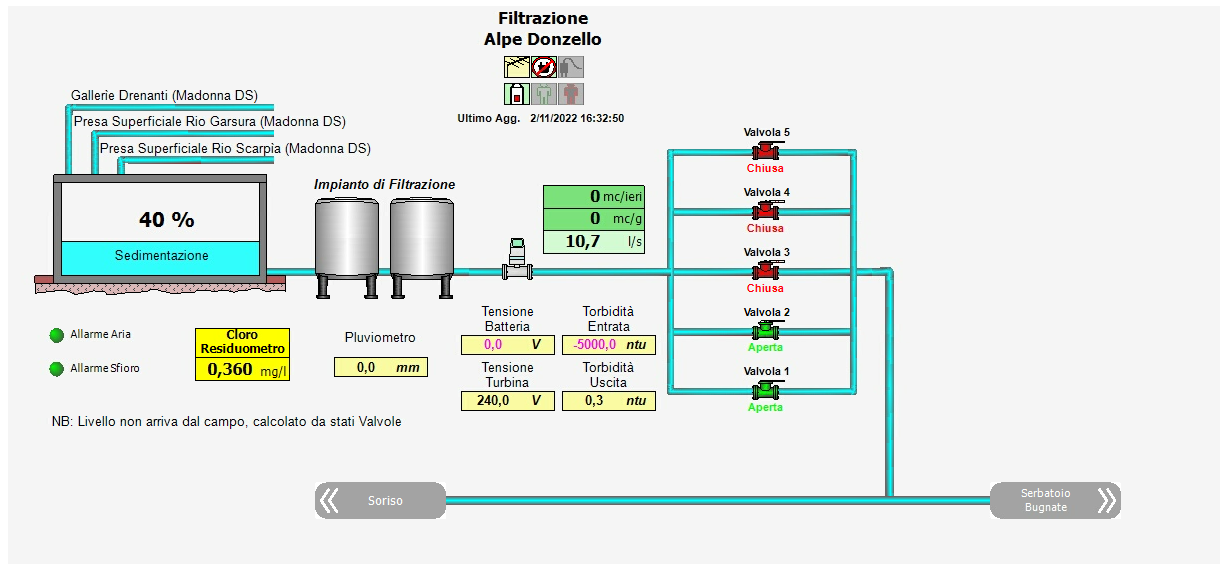 Filtrazione
Alpe Donzello
Ultimo Agg. 2/11/2022 16:32:50
Gallerie Drenanti (Madonna DS)
Presa Superficiale Rio Garsura (Madonna DS)
Presa Superficiale Rio Scarpia (Madonna DS)
40 %
Sedimentazione
Impianto di Filtrazione
0 mc/ieri
0 mc/g
10,7 l/s
Valvola 5
Chiusa
Valvola 4
Chiusa
Valvola 3
Chiusa
Valvola 2
Aperta
Valvola 1
Aperta
Allarme Aria
Allarme Sfioro
Cloro
Residuometro
0,360 mg/l
Pluviometro
0,0 mm
Tensione
Batteria
0,0 V
Torbidità
Entrata
-5000,0 ntu
Tensione
Turbina
240,0 V
Torbidità
Uscita
0,3 ntu
NB: Livello non arriva dal campo, calcolato da stati Valvole
Soriso
Serbatoio
Bugnate